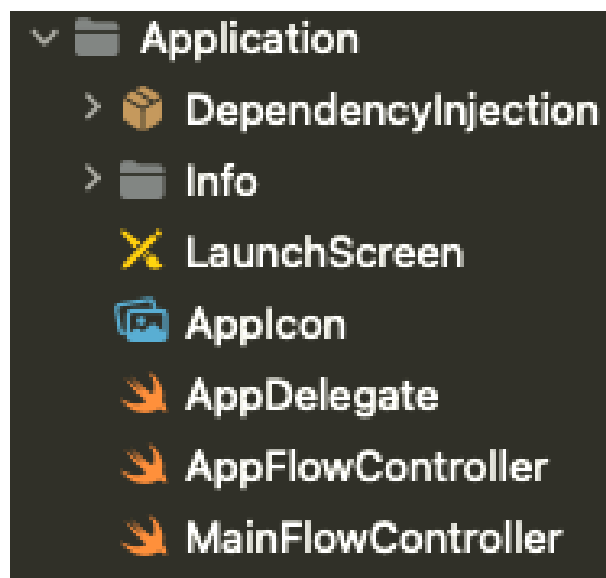 Application
DependencyInjection
Info
LaunchScreen
AppIcon
AppDelegate
AppFlowController
MainFlowController